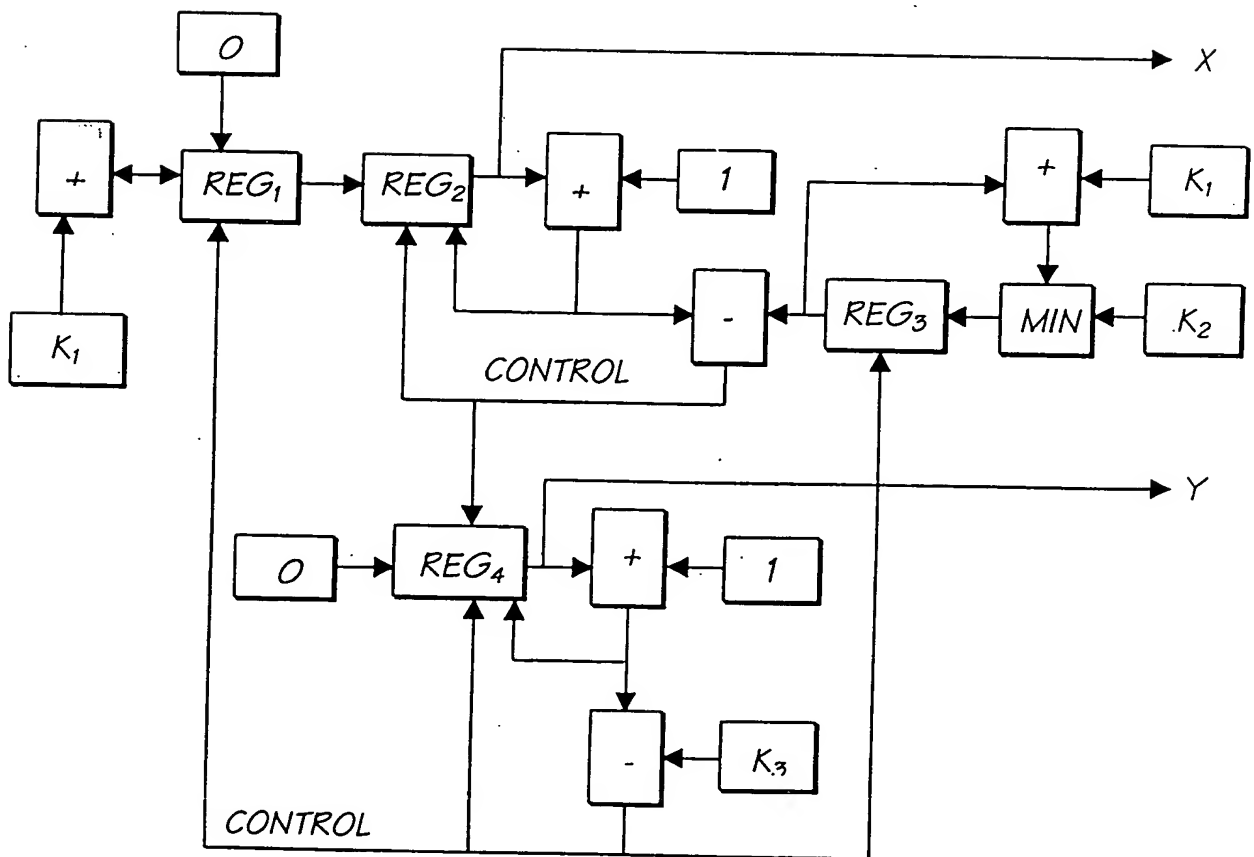 0
X
+
REG₁
REG₂
+
1
+
K₁
K₁
-
REG₃
MIN
K₂
CONTROL
Y
0
REG₄
+
1
-
K₃
CONTROL